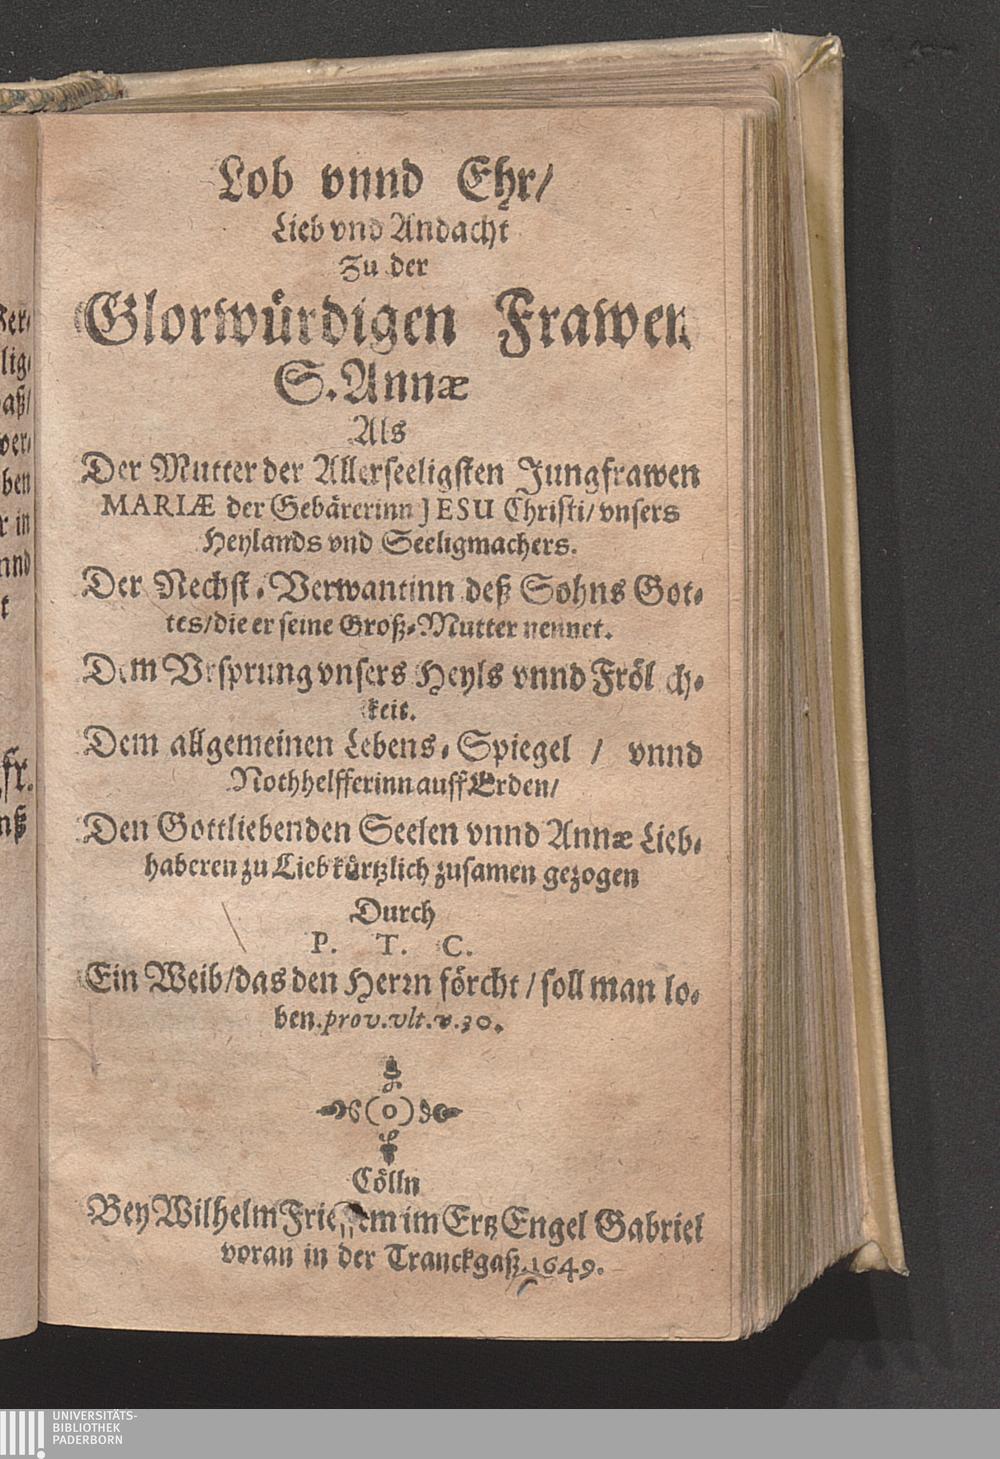 Lob vnnd Ehr/
Lieb vnd Andacht
Zu der
Glorwürdigen Frawen
S. Annæ
Als
Der Mutter der Allerseeligsten Jungfrawen
MARIÆ der Gebärerinn JESU Christi/ vnsers
Heylands vnd Seeligmachers.
Der Nechst-Verwantinn deß Sohns Got-
tes/ die er seine Groß-Mutter nennet.
Dem Vrsprung vnsers Heyls vnnd Frölich-
keit.
Dem allgemeinen Lebens-Spiegel / vnnd
Nothhelfferinn auff Erden/
Den Gottliebenden Seelen vnnd Annæ Lieb-
haberen zu Lieb kürtzlich zusamen gezogen
Durch
P. T. C.
Ein Weib/ das den Herrn förcht/ soll man lo-
ben. prov. vlt. v. 30.
(o)
Cölln
Bey Wilhelm Friessem im Ertz Engel Gabriel
voran in der Tranckgaß. 1649.
UNIVERSITÄTS-
BIBLIOTHEK
PADERBORN